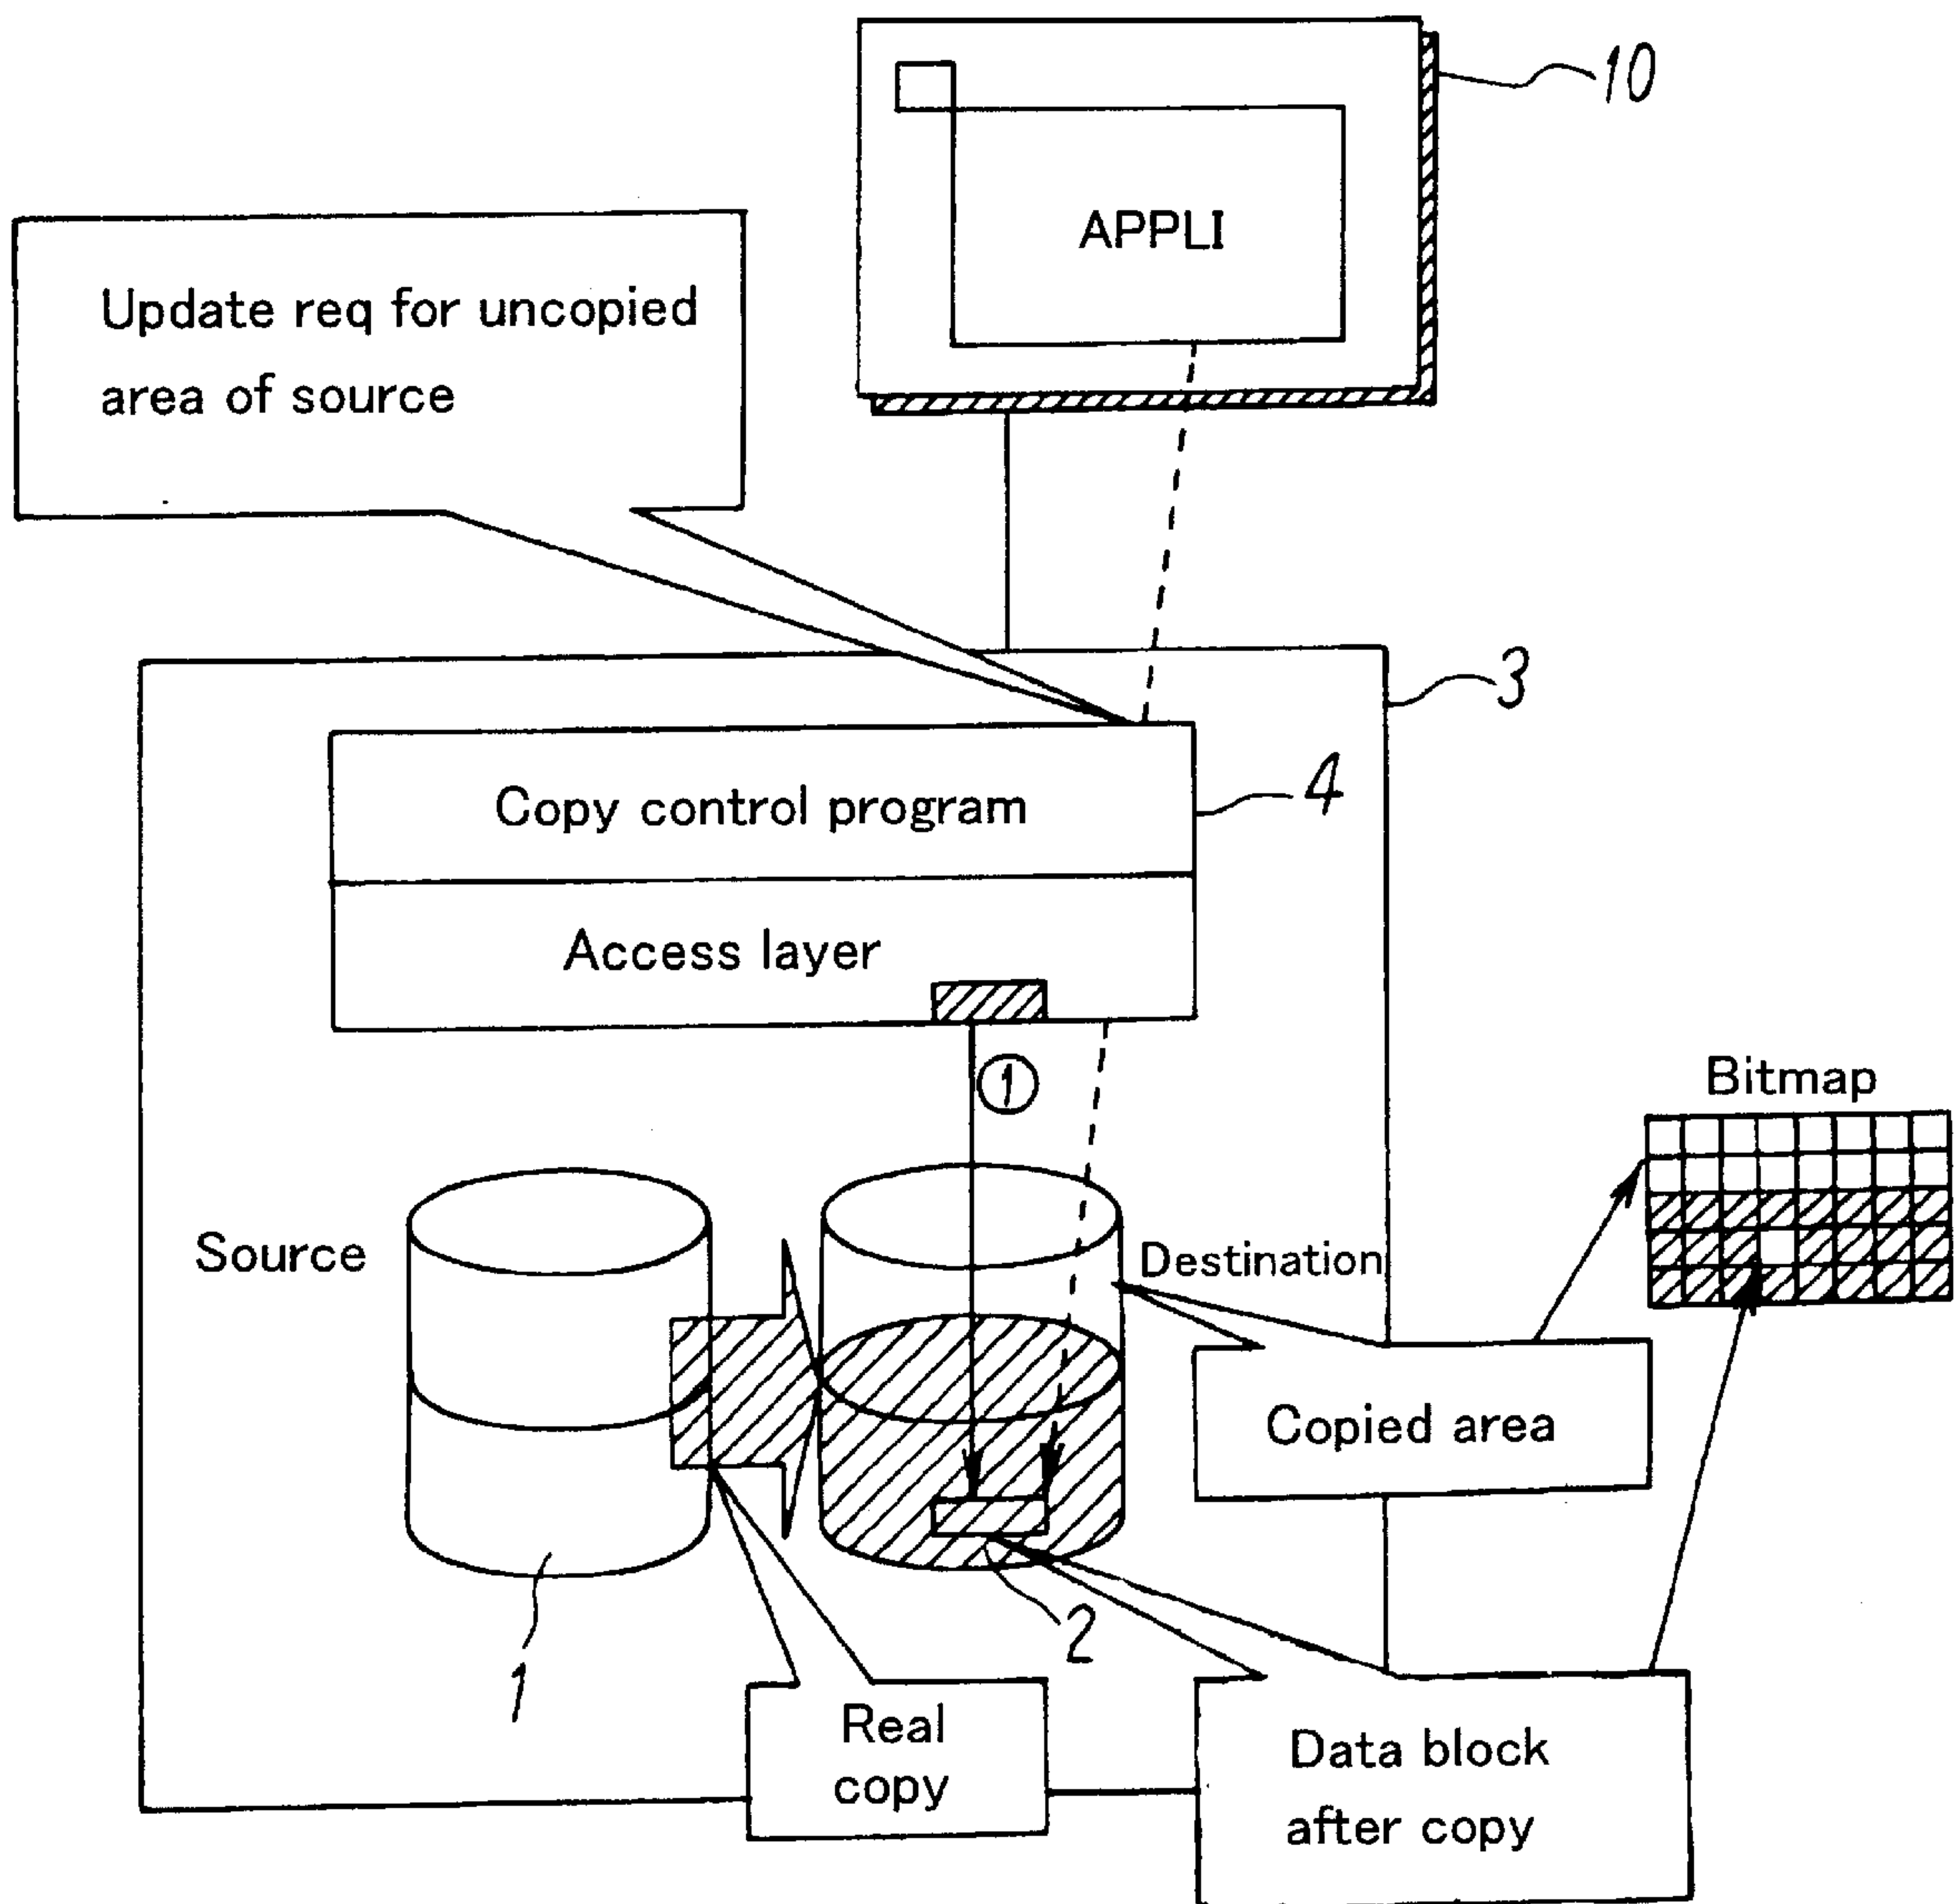 10
APPLI
Update req for uncopied
area of source
3
Copy control program
4
Access layer
①
Bitmap
Source
Destination
Copied area
1
2
Real
copy
Data block
after copy